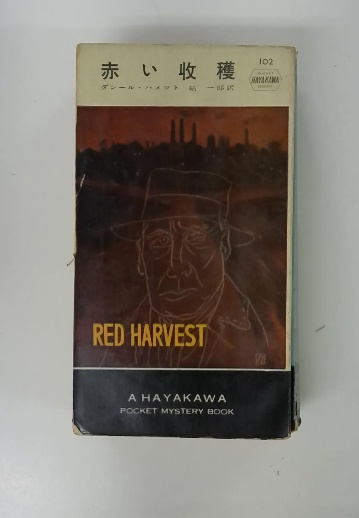 赤い収穫
ダシール・ハメット 砧 一郎訳
102
POCKET
HAYAKAWA
RED HARVEST
A HAYAKAWA
POCKET MYSTERY BOOK